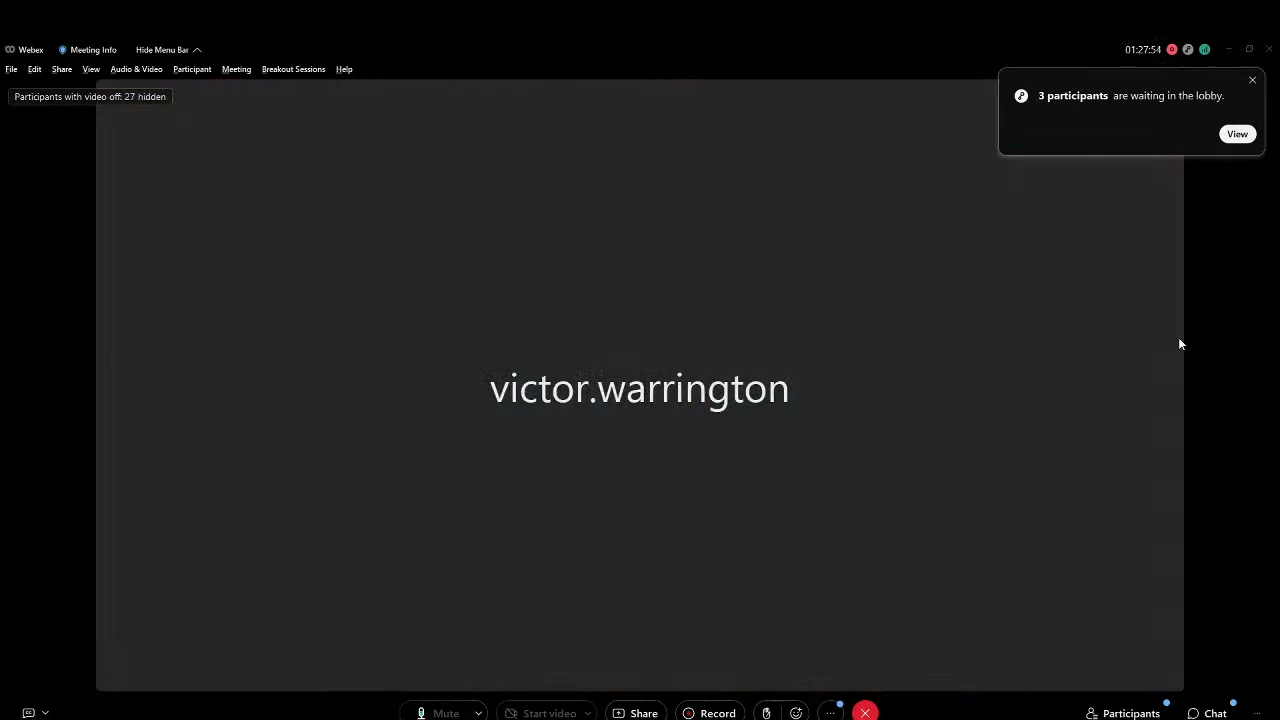 Webex Meeting Info Hide Menu Bar 01:27:54
File Edit Share View Audio & Video Participant Meeting Breakout Sessions Help
Participants with video off: 27 hidden
3 participants are waiting in the lobby.
View
victor.warrington
CC Mute Start video Share Record Participants Chat